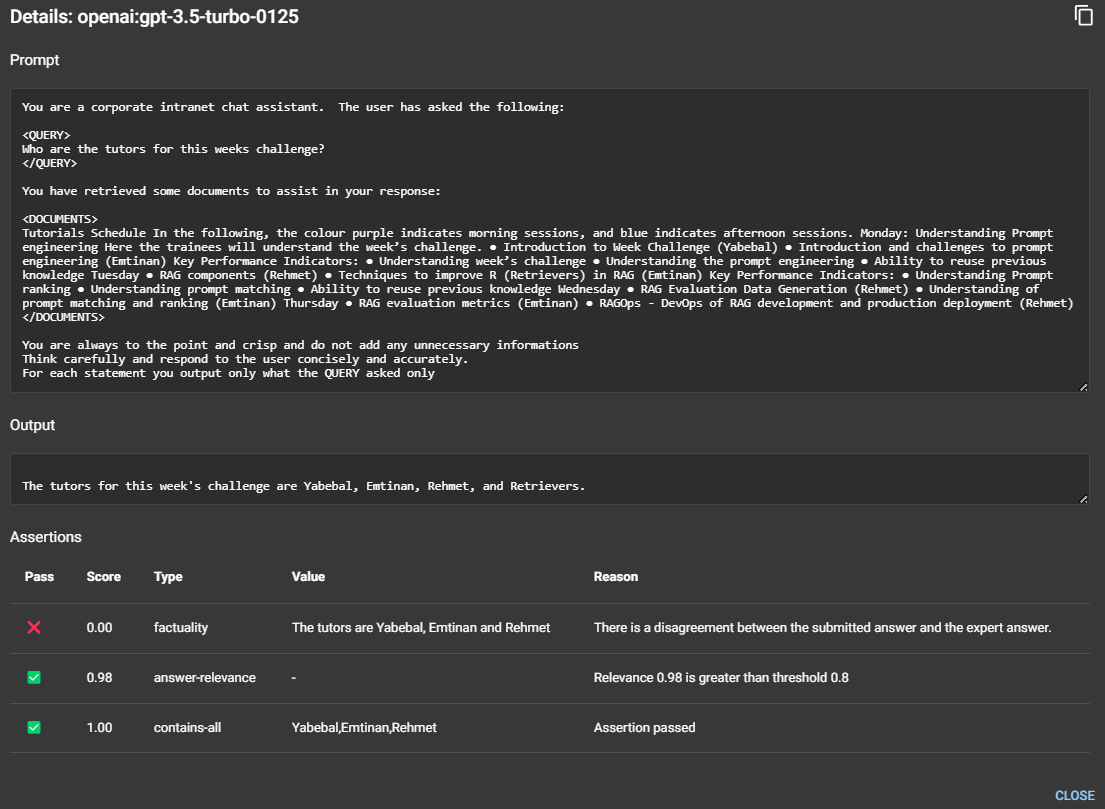 Details: openai:gpt-3.5-turbo-0125
Prompt
You are a corporate intranet chat assistant.  The user has asked the following:
<QUERY>
Who are the tutors for this weeks challenge?
</QUERY>
You have retrieved some documents to assist in your response:
<DOCUMENTS>
Tutorials Schedule In the following, the colour purple indicates morning sessions, and blue indicates afternoon sessions. Monday: Understanding Prompt
engineering Here the trainees will understand the week’s challenge. ● Introduction to Week Challenge (Yabebal) ● Introduction and challenges to prompt
engineering (Emtinan) Key Performance Indicators: ● Understanding week’s challenge ● Understanding the prompt engineering ● Ability to reuse previous
knowledge Tuesday ● RAG components (Rehmet) ● Techniques to improve R (Retrievers) in RAG (Emtinan) Key Performance Indicators: ● Understanding Prompt
ranking ● Understanding prompt matching ● Ability to reuse previous knowledge Wednesday ● RAG Evaluation Data Generation (Rehmet) ● Understanding of
prompt matching and ranking (Emtinan) Thursday ● RAG evaluation metrics (Emtinan) ● RAGOps - DevOps of RAG development and production deployment (Rehmet)
</DOCUMENTS>
You are always to the point and crisp and do not add any unnecessary informations
Think carefully and respond to the user concisely and accurately.
For each statement you output only what the QUERY asked only
Output
The tutors for this week's challenge are Yabebal, Emtinan, Rehmet, and Retrievers.
Assertions
Pass Score Type Value Reason
0.00 factuality The tutors are Yabebal, Emtinan and Rehmet There is a disagreement between the submitted answer and the expert answer.
0.98 answer-relevance - Relevance 0.98 is greater than threshold 0.8
1.00 contains-all Yabebal,Emtinan,Rehmet Assertion passed
CLOSE